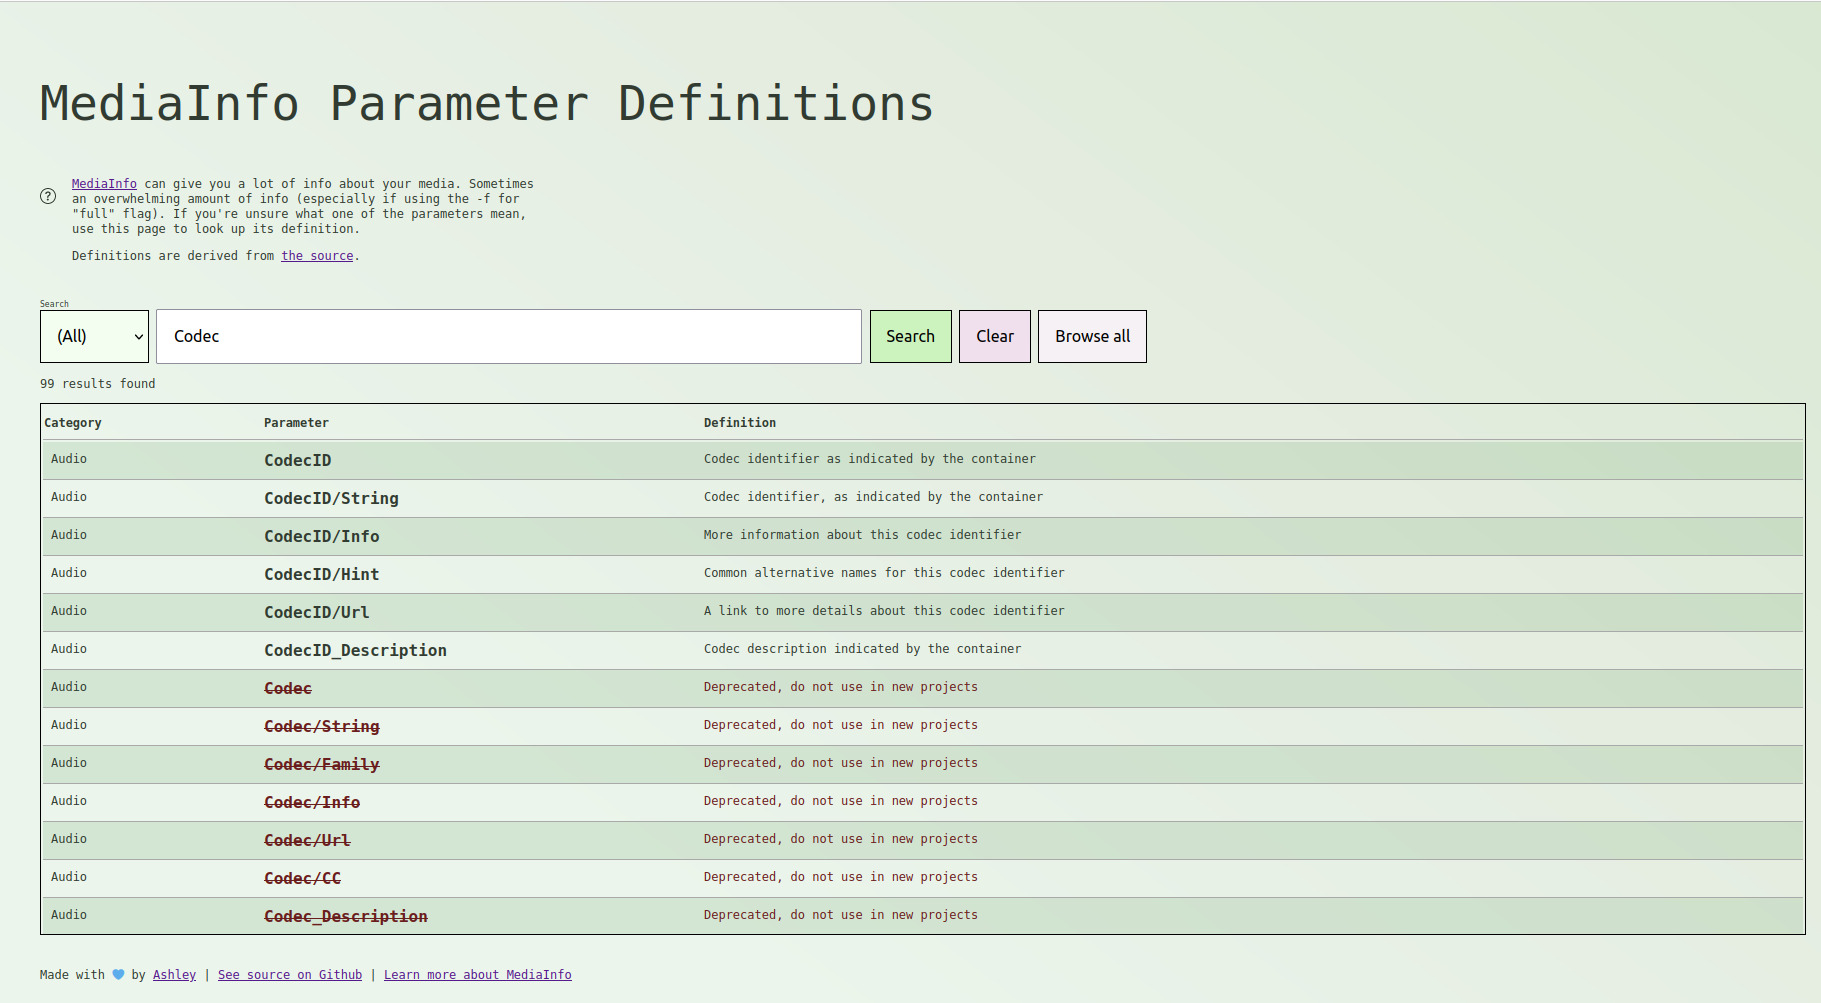 MediaInfo Parameter Definitions
MediaInfo can give you a lot of info about your media. Sometimes
an overwhelming amount of info (especially if using the -f for
"full" flag). If you're unsure what one of the parameters mean,
use this page to look up its definition.
Definitions are derived from the source.
Search
(All) Codec Search Clear Browse all
99 results found
Category Parameter Definition
Audio CodecID Codec identifier as indicated by the container
Audio CodecID/String Codec identifier, as indicated by the container
Audio CodecID/Info More information about this codec identifier
Audio CodecID/Hint Common alternative names for this codec identifier
Audio CodecID/Url A link to more details about this codec identifier
Audio CodecID_Description Codec description indicated by the container
Audio Codec Deprecated, do not use in new projects
Audio Codec/String Deprecated, do not use in new projects
Audio Codec/Family Deprecated, do not use in new projects
Audio Codec/Info Deprecated, do not use in new projects
Audio Codec/Url Deprecated, do not use in new projects
Audio Codec/CC Deprecated, do not use in new projects
Audio Codec_Description Deprecated, do not use in new projects
Made with 💙 by Ashley | See source on Github | Learn more about MediaInfo